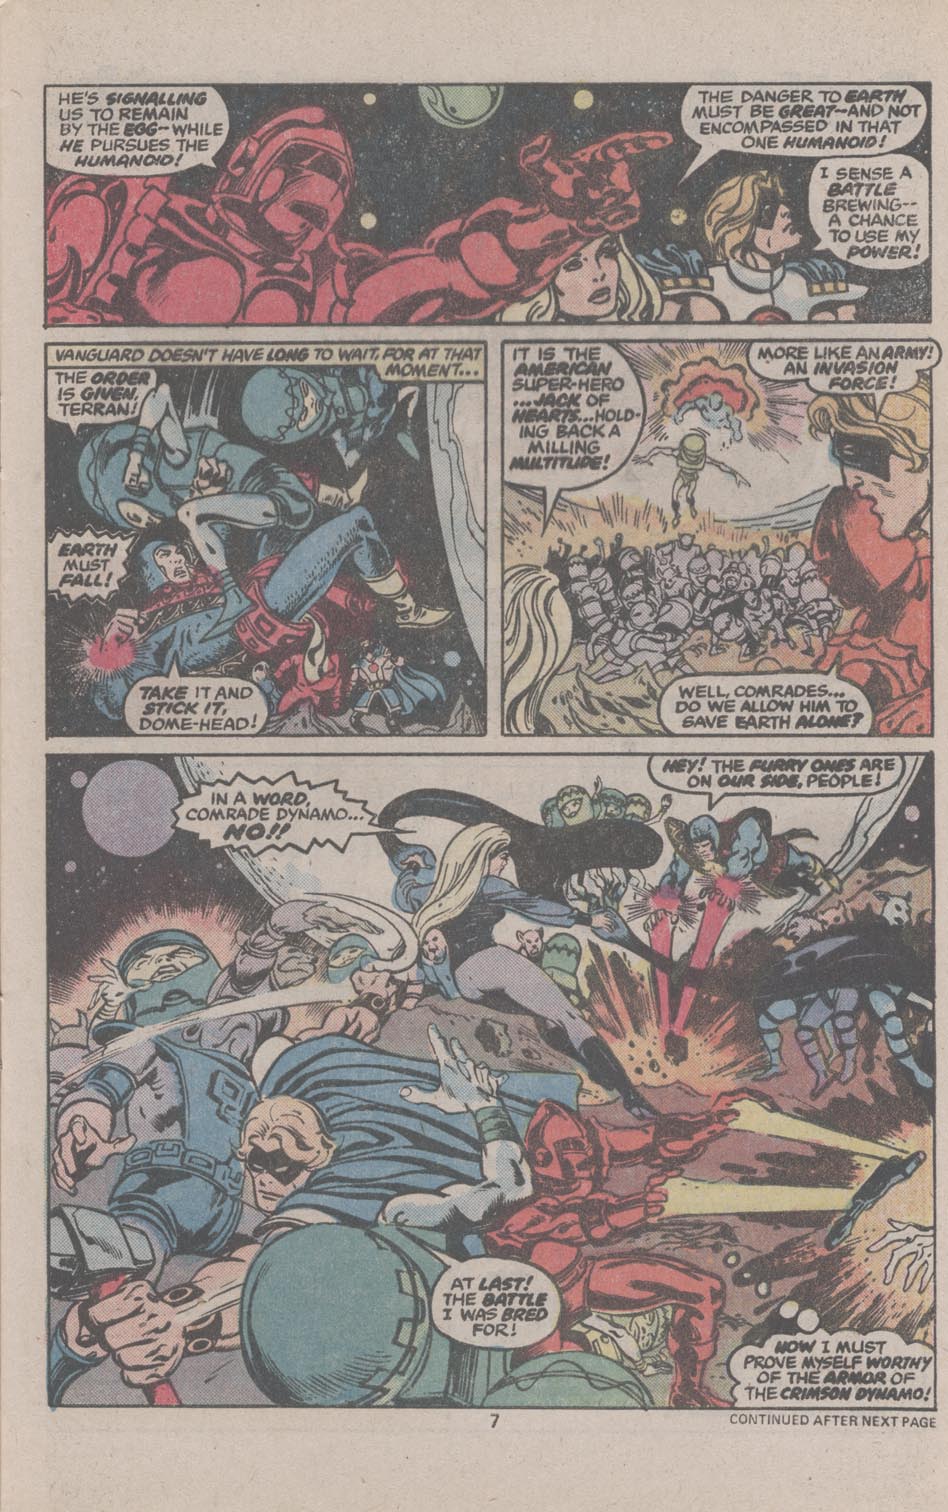 HE'S SIGNALLING
US TO REMAIN
BY THE EGG--WHILE
HE PURSUES THE
HUMANOID!
THE DANGER TO EARTH
MUST BE GREAT--AND NOT
ENCOMPASSED IN THAT
ONE HUMANOID!
I SENSE A
BATTLE
BREWING--
A CHANCE
TO USE MY
POWER!
VANGUARD DOESN'T HAVE LONG TO WAIT, FOR AT THAT
MOMENT...
THE ORDER
IS GIVEN,
TERRAN!
EARTH
MUST
FALL!
TAKE IT AND
STICK IT,
DOME-HEAD!
IT IS THE
AMERICAN
SUPER-HERO
...JACK OF
HEARTS...HOLD-
ING BACK A
MILLING
MULTITUDE!
MORE LIKE AN ARMY!
AN INVASION
FORCE!
WELL, COMRADES...
DO WE ALLOW HIM TO
SAVE EARTH ALONE?
IN A WORD,
COMRADE DYNAMO...
NO!!
HEY! THE FURRY ONES ARE
ON OUR SIDE, PEOPLE!
AT LAST!
THE BATTLE
I WAS BRED
FOR!
NOW I MUST
PROVE MYSELF WORTHY
OF THE ARMOR OF
THE CRIMSON DYNAMO!
7
CONTINUED AFTER NEXT PAGE